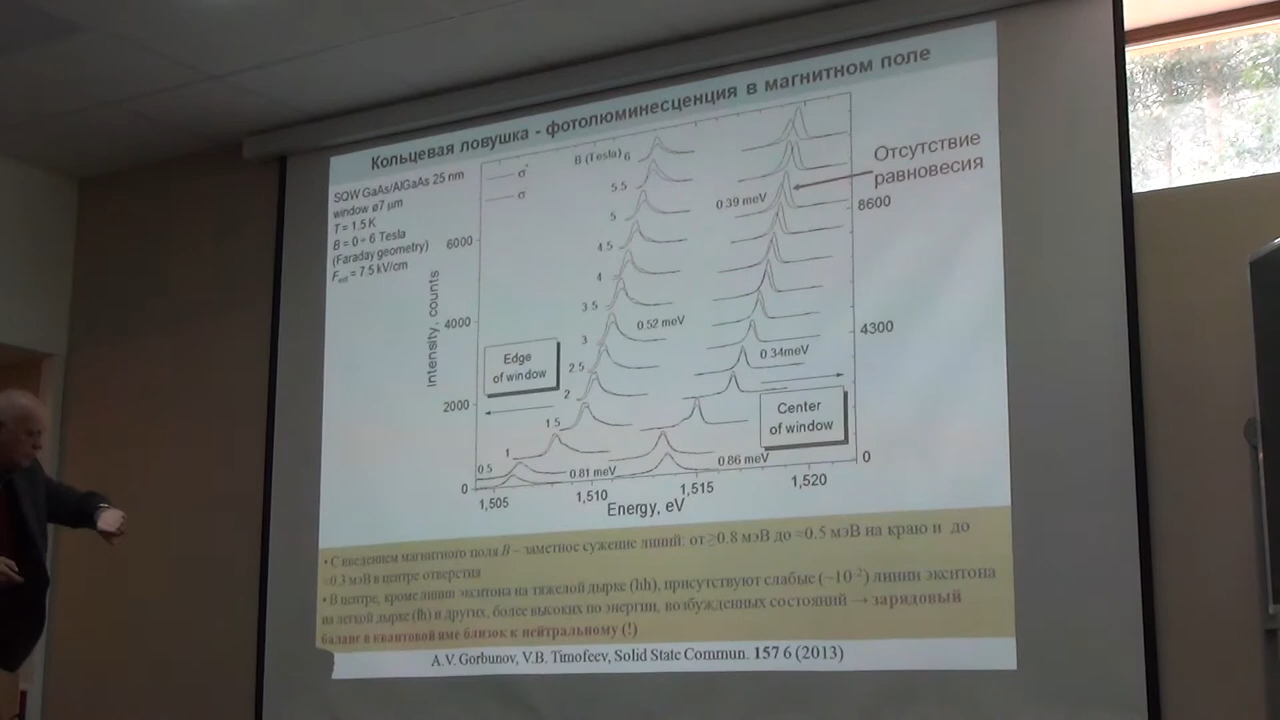 Кольцевая ловушка - фотолюминесценция в магнитном поле
SQW GaAs/AlGaAs 25 nm
window ø7 μm
T = 1.5 K
B = 0 ÷ 6 Tesla
(Faraday geometry)
= 7.5 kV/cm
σ⁺
σ⁻
B (Tesla) 6
5.5
5
4.5
4
3.5
3
2.5
2
1.5
1
0.5
Отсутствие
равновесия
0.39 meV
0.52 meV
0.34meV
0.81 meV
0.86 meV
Edge
of window
Center
of window
Intensity, counts
6000
4000
2000
0
8600
4300
0
1,505
1,510
1,515
1,520
Energy, eV
• С введением магнитного поля B – заметное сужение линий: от ≥0.8 мэВ до ≈0.5 мэВ на краю и до
≈0.3 мэВ в центре отверстия
• В центре, кроме линии экситона на тяжелой дырке (hh), присутствуют слабые (~10⁻²) линии экситона
на легкой дырке (lh) и других, более высоких по энергии, возбужденных состояний → зарядовый
баланс в квантовой яме близок к нейтральному (!)
A.V. Gorbunov, V.B. Timofeev, Solid State Commun. 157 6 (2013)